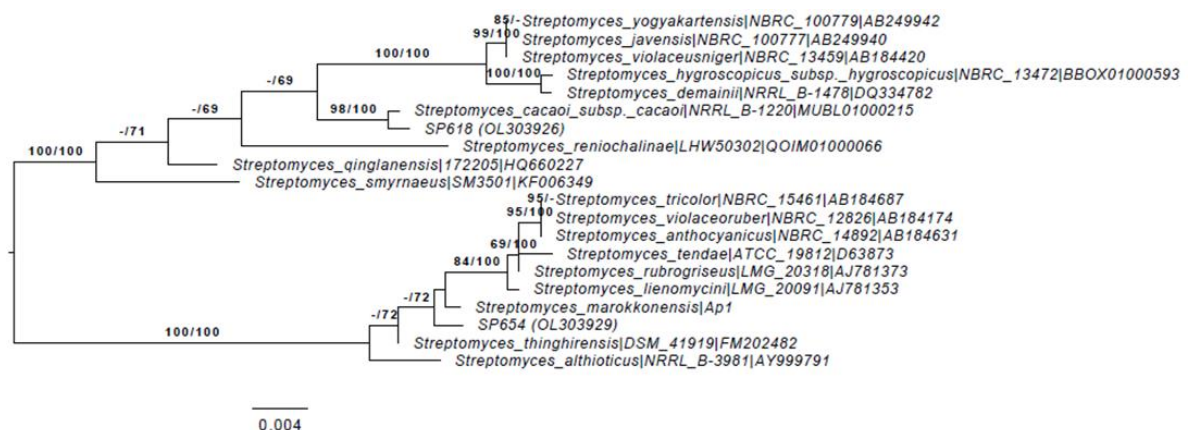 85/-
Streptomyces_yogyakartensis|NBRC_100779|AB249942
99/100
Streptomyces_javensis|NBRC_100777|AB249940
100/100
Streptomyces_violaceusniger|NBRC_13459|AB184420
100/100
Streptomyces_hygroscopicus_subsp._hygroscopicus|NBRC_13472|BBOX01000593
-/69
Streptomyces_demainii|NRRL_B-1478|DQ334782
98/100
Streptomyces_cacaoi_subsp._cacaoi|NRRL_B-1220|MUBL01000215
-/69
SP618 (OL303926)
-/71
Streptomyces_reniochalinae|LHW50302|QOIM01000066
100/100
Streptomyces_qinglanensis|172205|HQ660227
Streptomyces_smyrnaeus|SM3501|KF006349
95/-
Streptomyces_tricolor|NBRC_15461|AB184687
95/100
Streptomyces_violaceoruber|NBRC_12826|AB184174
Streptomyces_anthocyanicus|NBRC_14892|AB184631
69/100
Streptomyces_tendae|ATCC_19812|D63873
84/100
Streptomyces_rubrogriseus|LMG_20318|AJ781373
Streptomyces_lienomycini|LMG_20091|AJ781353
-/72
Streptomyces_marokkonensis|Ap1
-/72
SP654 (OL303929)
100/100
Streptomyces_thinghirensis|DSM_41919|FM202482
Streptomyces_althioticus|NRRL_B-3981|AY999791
0.004